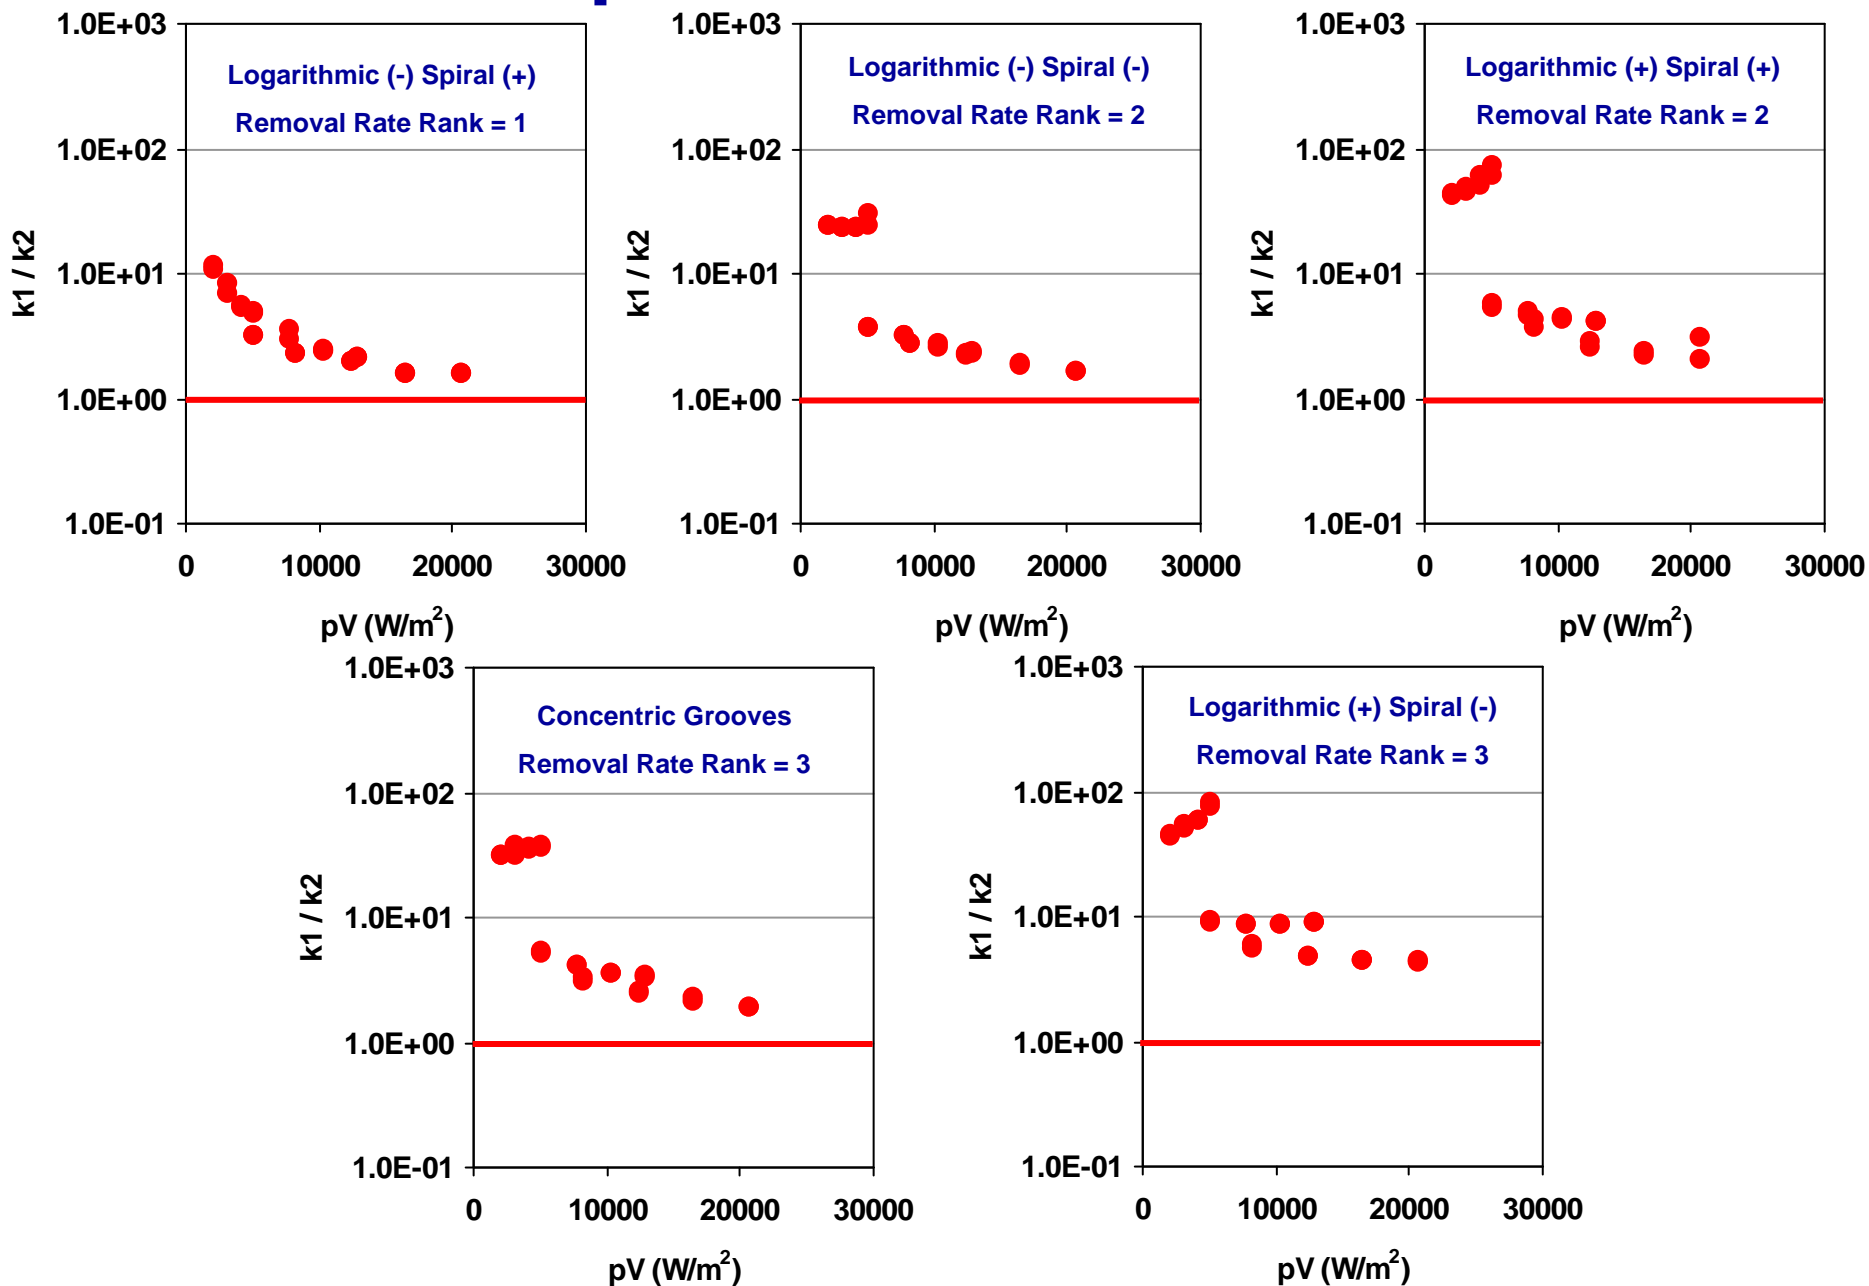 1.0E+03
1.0E+02
1.0E+01
1.0E+00
1.0E-01
k1 / k2
Logarithmic (-) Spiral (+)
Removal Rate Rank = 1
0 10000 20000 30000
pV (W/m²)
1.0E+03
1.0E+02
1.0E+01
1.0E+00
1.0E-01
k1 / k2
Logarithmic (-) Spiral (-)
Removal Rate Rank = 2
0 10000 20000 30000
pV (W/m²)
1.0E+03
1.0E+02
1.0E+01
1.0E+00
1.0E-01
k1 / k2
Logarithmic (+) Spiral (+)
Removal Rate Rank = 2
0 10000 20000 30000
pV (W/m²)
1.0E+03
1.0E+02
1.0E+01
1.0E+00
1.0E-01
k1 / k2
Concentric Grooves
Removal Rate Rank = 3
0 10000 20000 30000
pV (W/m²)
1.0E+03
1.0E+02
1.0E+01
1.0E+00
1.0E-01
k1 / k2
Logarithmic (+) Spiral (-)
Removal Rate Rank = 3
0 10000 20000 30000
pV (W/m²)